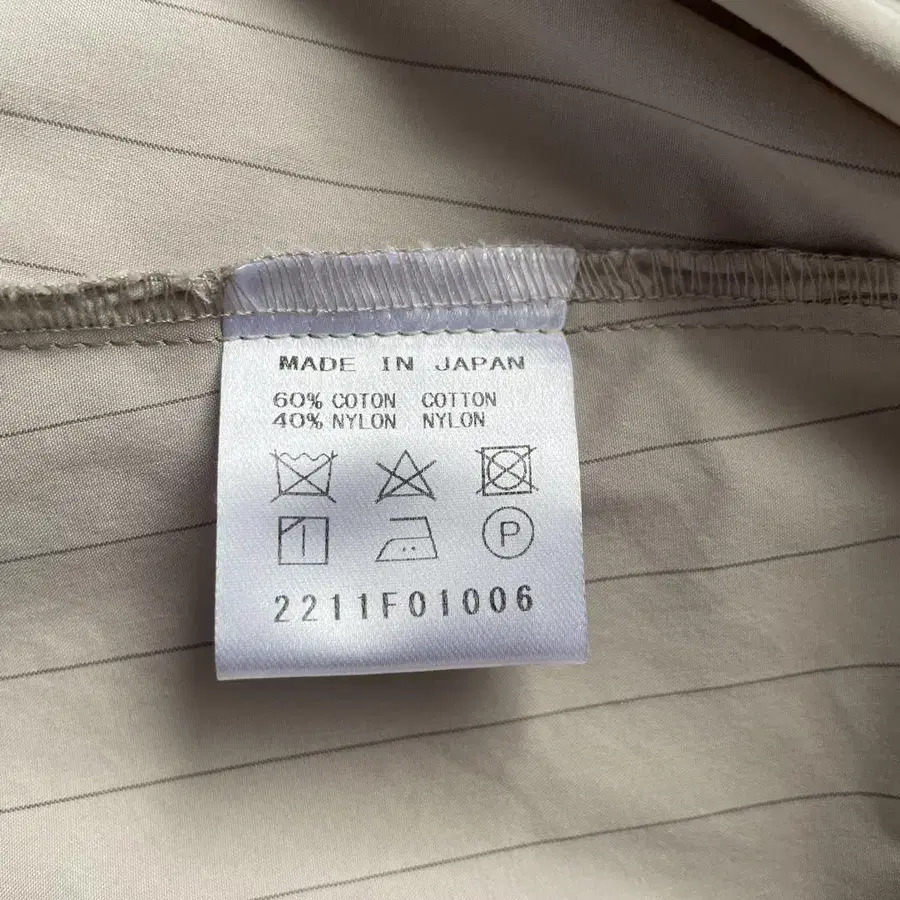 MADE IN JAPAN
60% COTON COTTON
40% NYLON NYLON
P
2211F01006